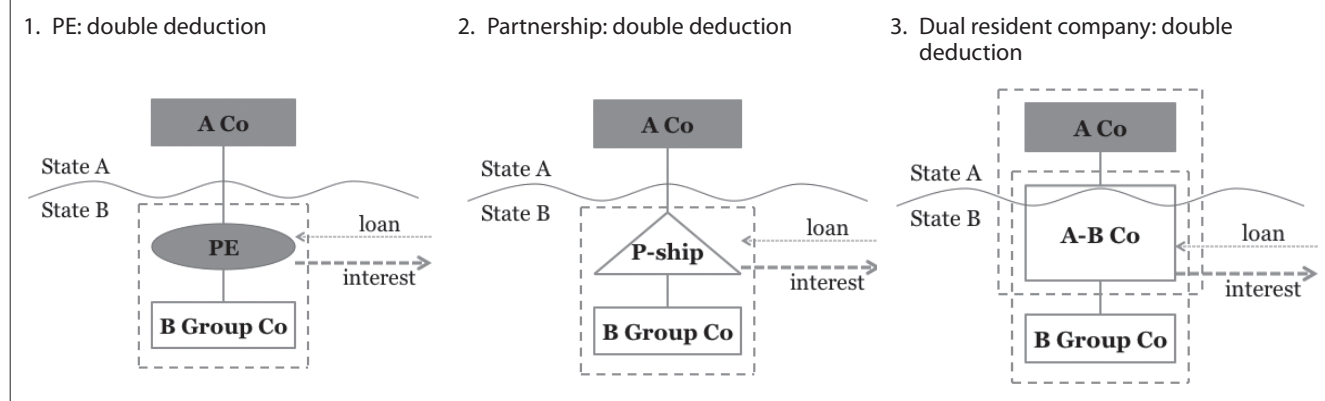 1. PE: double deduction
A Co
State A
State B
loan
PE
interest
B Group Co
2. Partnership: double deduction
A Co
State A
State B
loan
P-ship
interest
B Group Co
3. Dual resident company: double
deduction
A Co
State A
State B
A-B Co
loan
interest
B Group Co